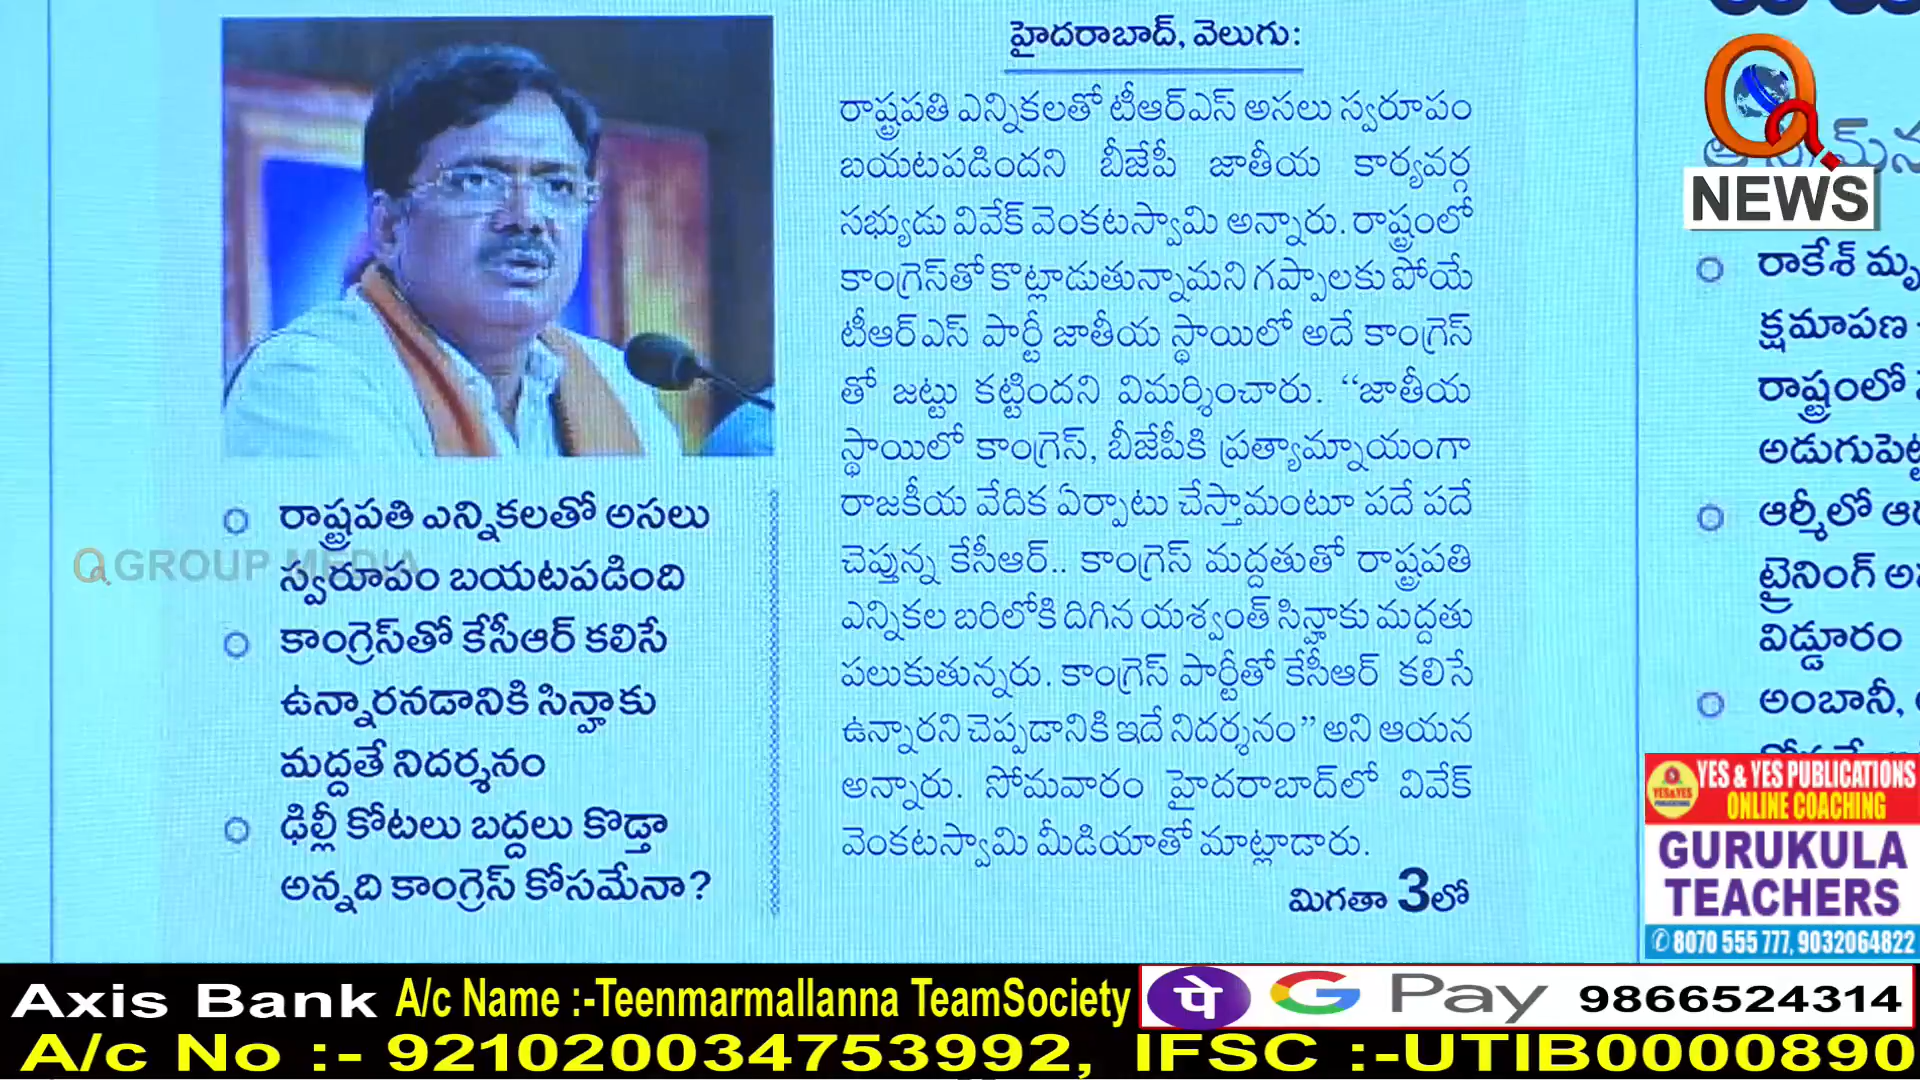 హైదరాబాద్, వెలుగు:
రాష్ట్రపతి ఎన్నికలతో టీఆర్ఎస్ అసలు స్వరూపం
బయటపడిందని బీజేపీ జాతీయ కార్యవర్గ
సభ్యుడు వివేక్ వెంకటస్వామి అన్నారు. రాష్ట్రంలో
కాంగ్రెస్‌తో కొట్లాడుతున్నామని గప్పాలకు పోయే
టీఆర్ఎస్ పార్టీ జాతీయ స్థాయిలో అదే కాంగ్రెస్
తో జట్టు కట్టిందని విమర్శించారు. “జాతీయ
స్థాయిలో కాంగ్రెస్, బీజేపీకి ప్రత్యామ్నాయంగా
రాజకీయ వేదిక ఏర్పాటు చేస్తామంటూ పదే పదే
చెప్తున్న కేసీఆర్.. కాంగ్రెస్ మద్దతుతో రాష్ట్రపతి
ఎన్నికల బరిలోకి దిగిన యశ్వంత్ సిన్హాకు మద్దతు
పలుకుతున్నరు. కాంగ్రెస్ పార్టీతో కేసీఆర్ కలిసే
ఉన్నారని చెప్పడానికి ఇదే నిదర్శనం” అని ఆయన
అన్నారు. సోమవారం హైదరాబాద్‌లో వివేక్
వెంకటస్వామి మీడియాతో మాట్లాడారు.
మిగతా 3లో
రాష్ట్రపతి ఎన్నికలతో అసలు
స్వరూపం బయటపడింది
కాంగ్రెస్‌తో కేసీఆర్ కలిసే
ఉన్నారనడానికి సిన్హాకు
మద్దతే నిదర్శనం
ఢిల్లీ కోటలు బద్దలు కొడ్తా
అన్నది కాంగ్రెస్ కోసమేనా?
GROUP MEDIA
Q
NEWS
రాకేశ్
క్షమాపణ
రాష్ట్రంలో
ఆర్మీలో
ట్రైనింగ్
విడ్డూరం
అంబానీ,
YES & YES PUBLICATIONS
ONLINE COACHING
GURUKULA
TEACHERS
8070 555 777, 9032064822
Axis Bank A/c Name :-Teenmarmallanna TeamSociety
पे G Pay 9866524314
A/c No :- 921020034753992, IFSC :-UTIB0000890